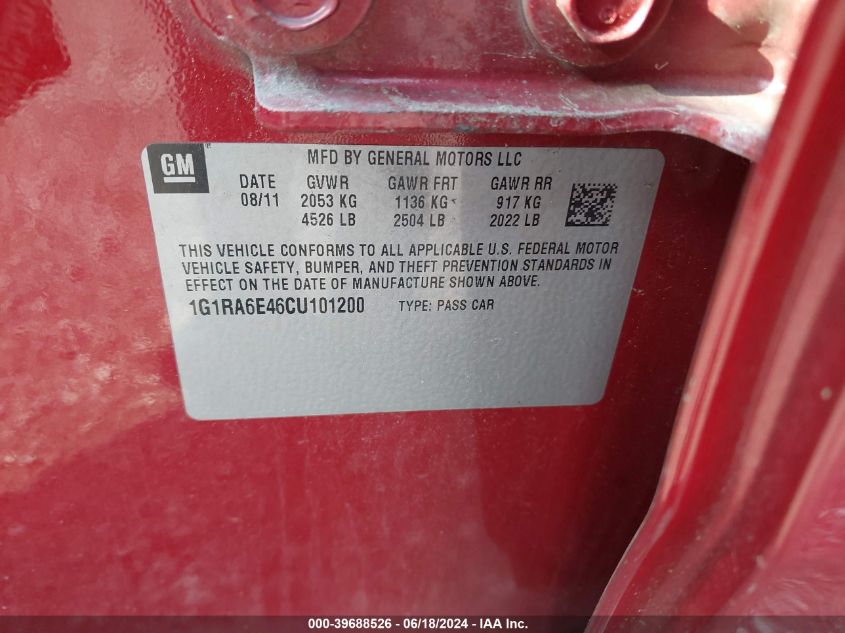 GM
MFD BY GENERAL MOTORS LLC
DATE GVWR GAWR FRT GAWR RR
08/11 2053 KG 1136 KG 917 KG
4526 LB 2504 LB 2022 LB
THIS VEHICLE CONFORMS TO ALL APPLICABLE U.S. FEDERAL MOTOR
VEHICLE SAFETY, BUMPER, AND THEFT PREVENTION STANDARDS IN
EFFECT ON THE DATE OF MANUFACTURE SHOWN ABOVE.
1G1RA6E46CU101200 TYPE: PASS CAR
000-39688526 - 06/18/2024 - IAA Inc.